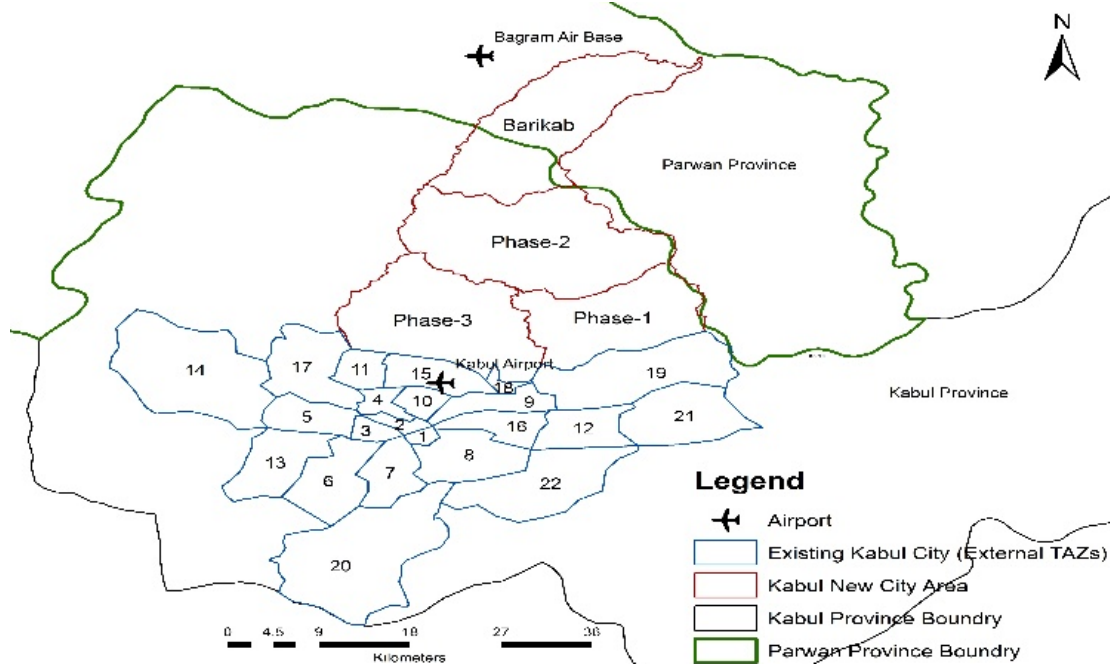 Bagram Air Base
N
Barikab
Parwan Province
Phase-2
Phase-3
Phase-1
Kabul Airport
14
17
11
15
18
19
Kabul Province
4
10
9
5
3
2
1
16
12
21
13
6
7
8
22
20
Legend
Airport
Existing Kabul City (External TAZs)
Kabul New City Area
Kabul Province Boundry
Parwan Province Boundry
0 4.5 9 18 27 36
Kilometers